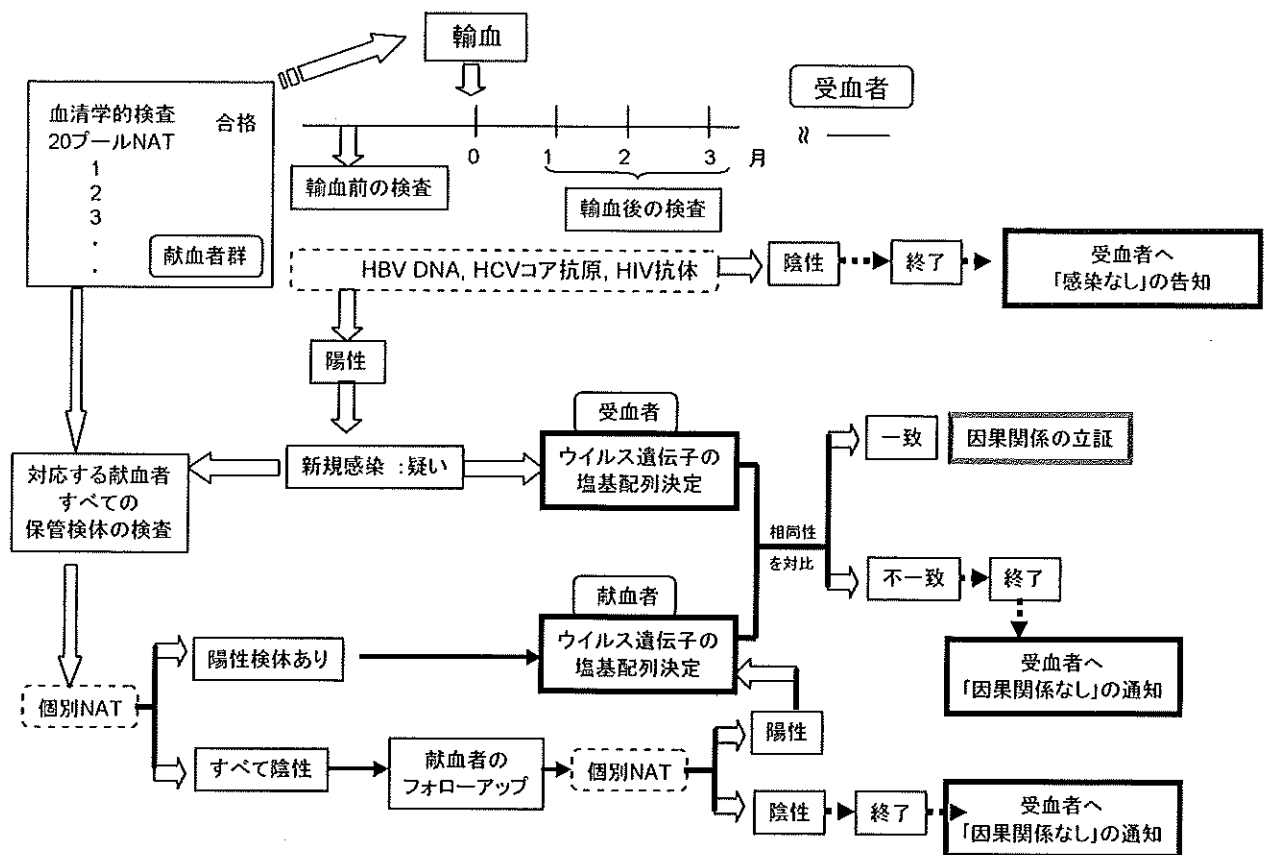 輸血
血清学的検査 合格
20プールNAT
1
2
3
.
.
.
献血者群
受血者
0 1 2 3 月
輸血前の検査
輸血後の検査
HBV DNA, HCVコア抗原, HIV抗体
陰性
終了
受血者へ
「感染なし」の告知
陽性
新規感染 :疑い
対応する献血者
すべての
保管検体の検査
受血者
ウイルス遺伝子の
塩基配列決定
一致
因果関係の立証
相同性
を対比
不一致
終了
受血者へ
「因果関係なし」の通知
献血者
ウイルス遺伝子の
塩基配列決定
陽性検体あり
個別NAT
すべて陰性
献血者の
フォローアップ
個別NAT
陽性
陰性
終了
受血者へ
「因果関係なし」の通知